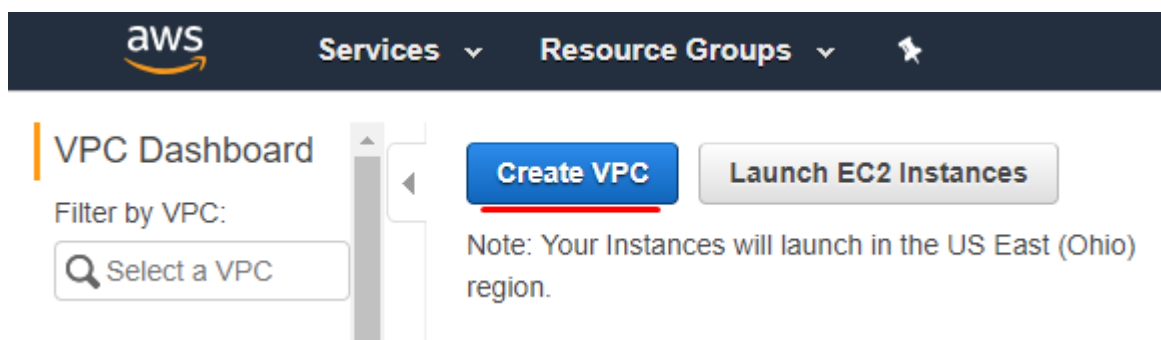 aws Services Resource Groups
VPC Dashboard
Filter by VPC:
Select a VPC
Create VPC Launch EC2 Instances
Note: Your Instances will launch in the US East (Ohio)
region.